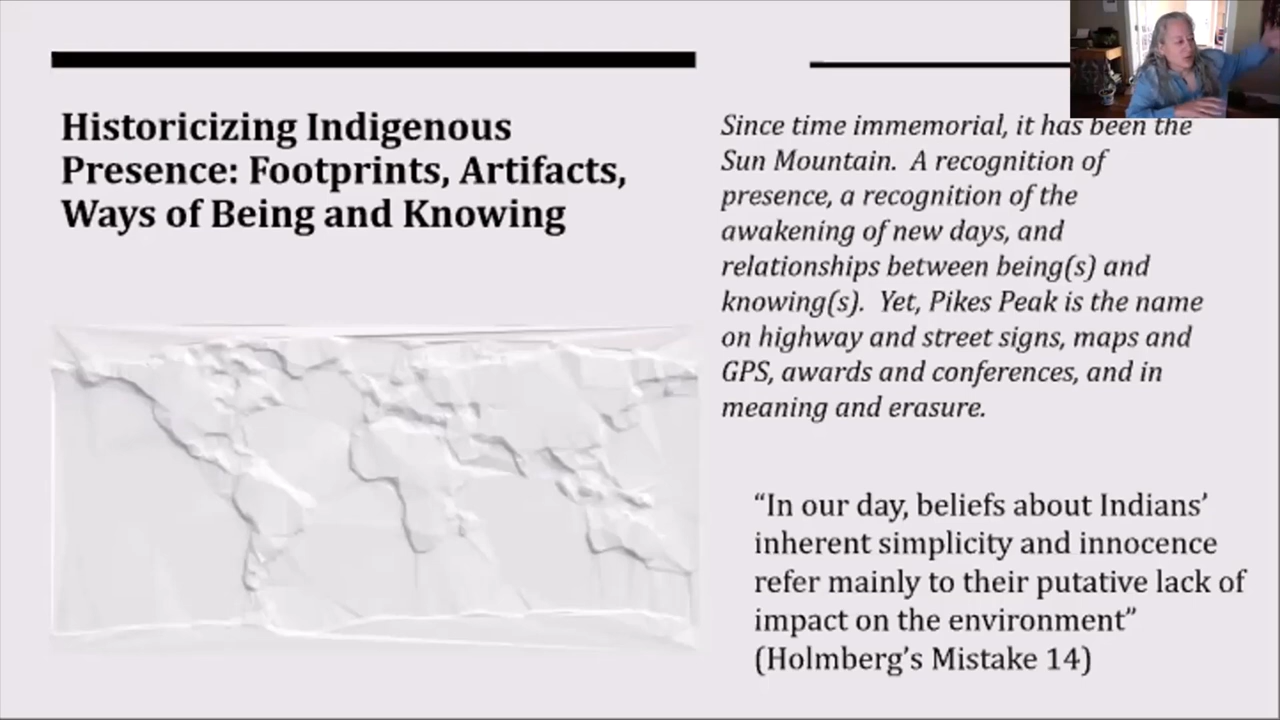 Historicizing Indigenous
Presence: Footprints, Artifacts,
Ways of Being and Knowing
Since time immemorial, it has been the
Sun Mountain.  A recognition of
presence, a recognition of the
awakening of new days, and
relationships between being(s) and
knowing(s).  Yet, Pikes Peak is the name
on highway and street signs, maps and
GPS, awards and conferences, and in
meaning and erasure.
“In our day, beliefs about Indians’
inherent simplicity and innocence
refer mainly to their putative lack of
impact on the environment”
(Holmberg’s Mistake 14)